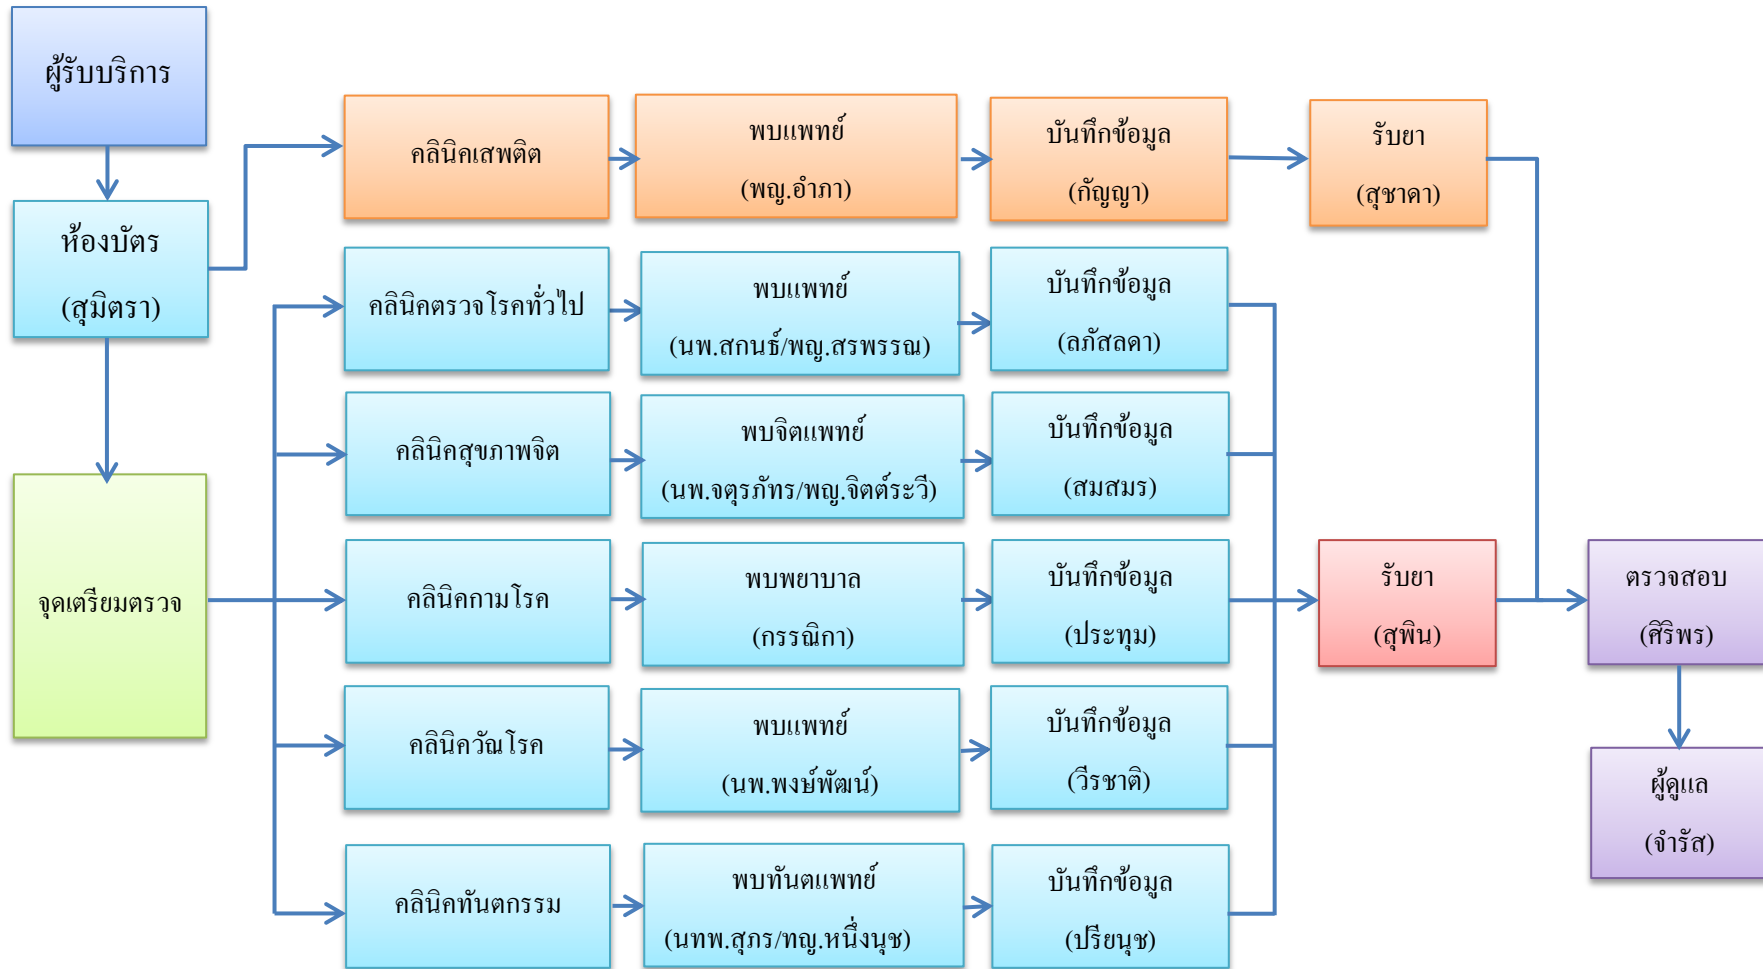 ผู้รับบริการ
ห้องบัตร
(สุมิตรา)
จุดเตรียมตรวจ
คลินิคเสพติด
พบแพทย์
(พญ.อำภา)
บันทึกข้อมูล
(กัญญา)
รับยา
(สุชาดา)
คลินิคตรวจโรคทั่วไป
พบแพทย์
(นพ.สกนธ์/พญ.สรพรรณ)
บันทึกข้อมูล
(ลภัสลดา)
คลินิคสุขภาพจิต
พบจิตแพทย์
(นพ.จตุรภัทร/พญ.จิตต์ระวี)
บันทึกข้อมูล
(สมสมร)
คลินิคกามโรค
พบพยาบาล
(กรรณิกา)
บันทึกข้อมูล
(ประทุม)
คลินิควัณโรค
พบแพทย์
(นพ.พงษ์พัฒน์)
บันทึกข้อมูล
(วีรชาติ)
คลินิคทันตกรรม
พบทันตแพทย์
(นทพ.สุภร/ทญ.หนึ่งนุช)
บันทึกข้อมูล
(ปรียนุช)
รับยา
(สุพิน)
ตรวจสอบ
(ศิริพร)
ผู้ดูแล
(จำรัส)